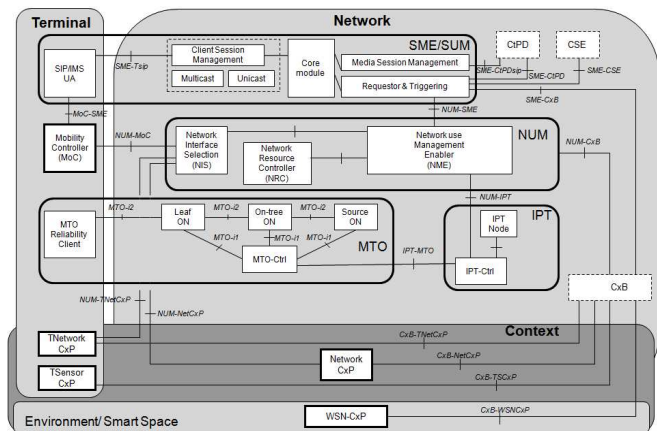 Terminal
Network
SME/SUM
SIP/IMS
UA
SME-Tsip
Client Session
Management
Multicast
Unicast
Core
module
Media Session Management
Requestor & Triggering
CtPD
CSE
SME-CtPDsip
SME-CtPD
SME-CSE
SME-CxB
MoC-SME
NUM-SME
Mobility
Controller
(MoC)
NUM-MoC
Network
Interface
Selection
(NIS)
Network
Resource
Controller
(NRC)
Network use
Management
Enabler
(NME)
NUM
NUM-CxB
NUM-IPT
MTO
Reliability
Client
MTO-i2
Leaf
ON
MTO-i2
On-tree
ON
MTO-i2
Source
ON
MTO-i1
MTO-i1
MTO-i1
MTO-Ctrl
MTO
IPT-MTO
IPT
Node
IPT
IPT-Ctrl
CxB
NUM-TNetCxP
NUM-NetCxP
Context
TNetwork
CxP
CxB-TNetCxP
Network
CxP
CxB-NetCxP
TSensor
CxP
CxB-TSCxP
Environment/ Smart Space
WSN-CxP
CxB-WSNCxP